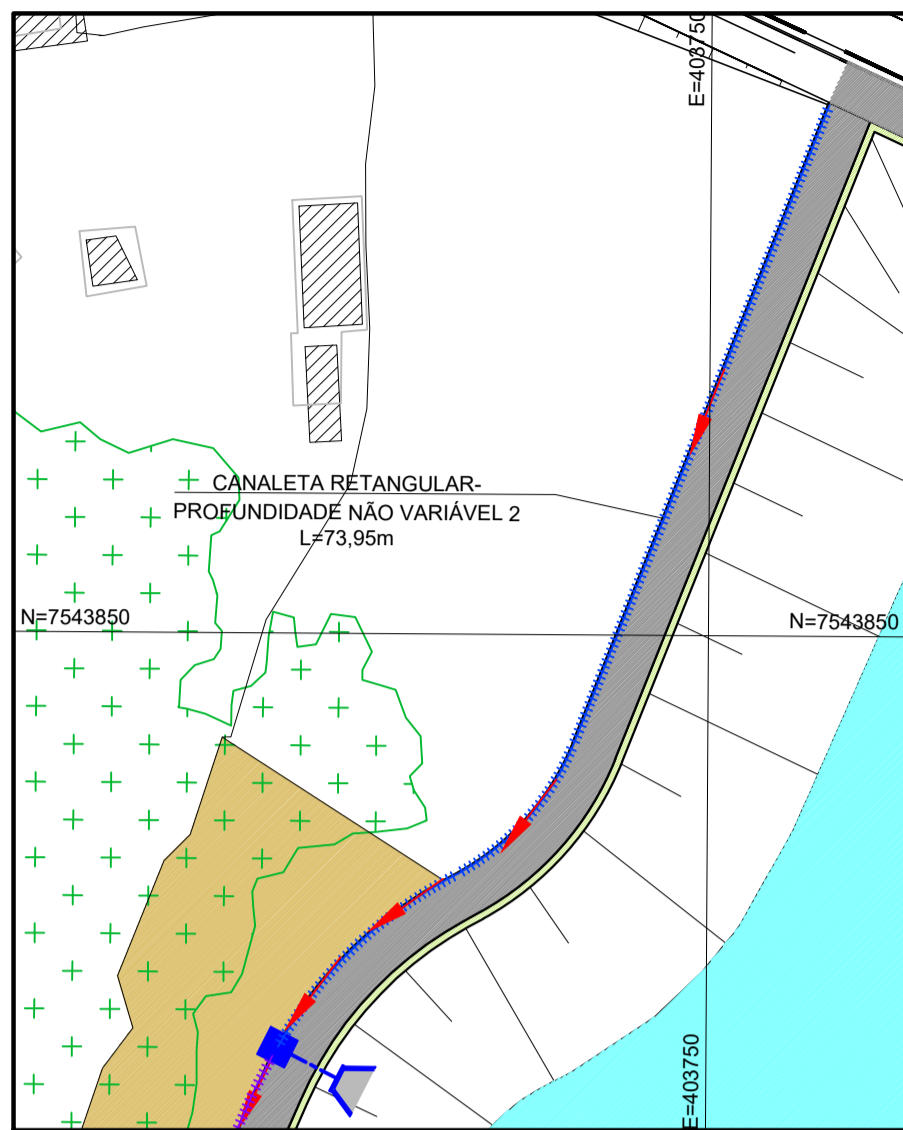 E=403750
CANALETA RETANGULAR-
PROFUNDIDADE NÃO VARIÁVEL 2
L=73,95m
N=7543850
N=7543850
E=403750